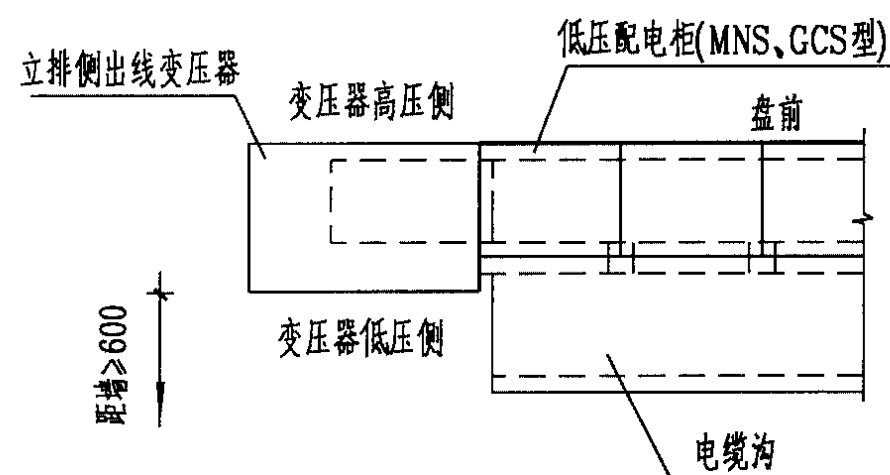 低压配电柜(MNS、GCS型)
立排侧出线变压器
变压器高压侧
盘前
变压器低压侧
距墙≥600
电缆沟